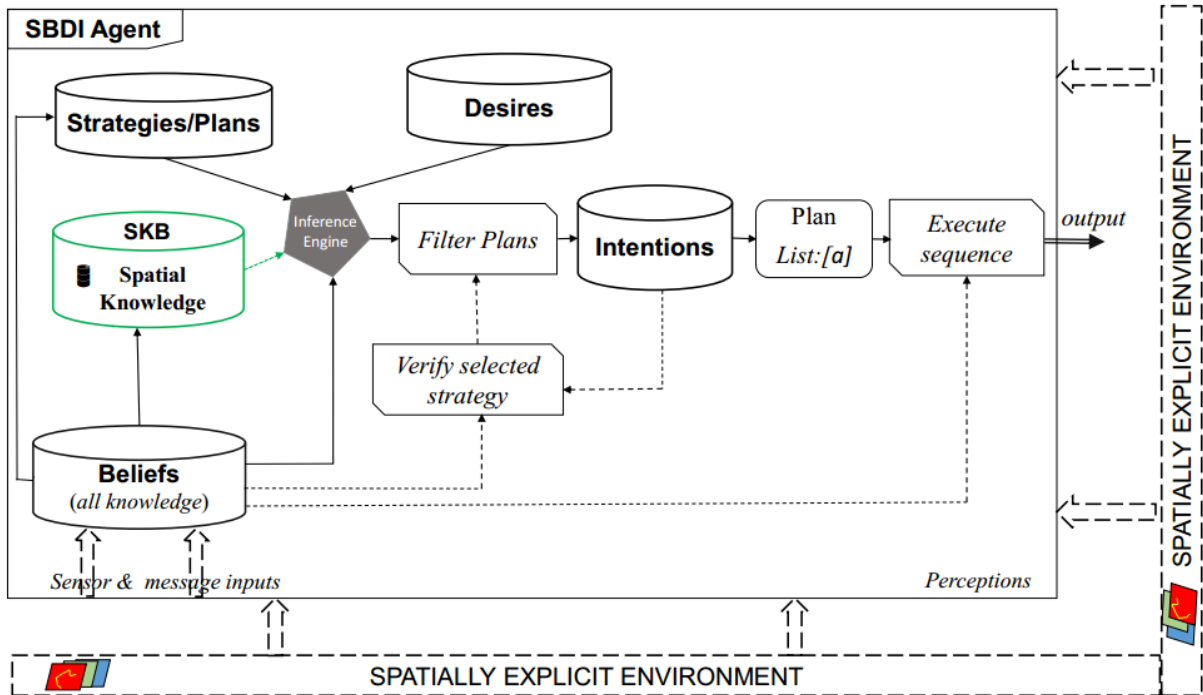 SBDI Agent
Strategies/Plans
Desires
SKB
Spatial
Knowledge
Inference
Engine
Filter Plans
Intentions
Plan
List:[a]
Execute
sequence
output
Verify selected
strategy
Beliefs
(all knowledge)
Sensor & message inputs
Perceptions
SPATIALLY EXPLICIT ENVIRONMENT
SPATIALLY EXPLICIT ENVIRONMENT